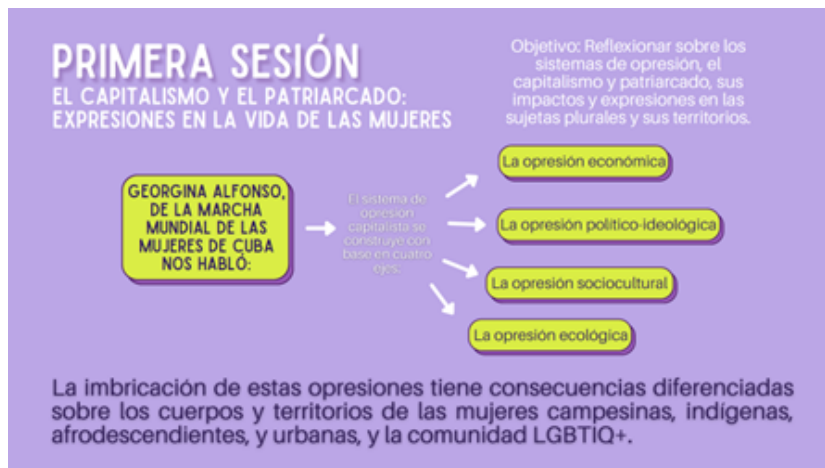 PRIMERA SESIÓN
EL CAPITALISMO Y EL PATRIARCADO:
EXPRESIONES EN LA VIDA DE LAS MUJERES
Objetivo: Reflexionar sobre los
sistemas de opresión, el
capitalismo y patriarcado, sus
impactos y expresiones en las
sujetas plurales y sus territorios.
GEORGINA ALFONSO,
DE LA MARCHA
MUNDIAL DE LAS
MUJERES DE CUBA
NOS HABLÓ:
El sistema de
opresión
capitalista se
construye con
base en cuatro
ejes:
La opresión económica
La opresión político-ideológica
La opresión sociocultural
La opresión ecológica
La imbricación de estas opresiones tiene consecuencias diferenciadas
sobre los cuerpos y territorios de las mujeres campesinas, indígenas,
afrodescendientes, y urbanas, y la comunidad LGBTIQ+.